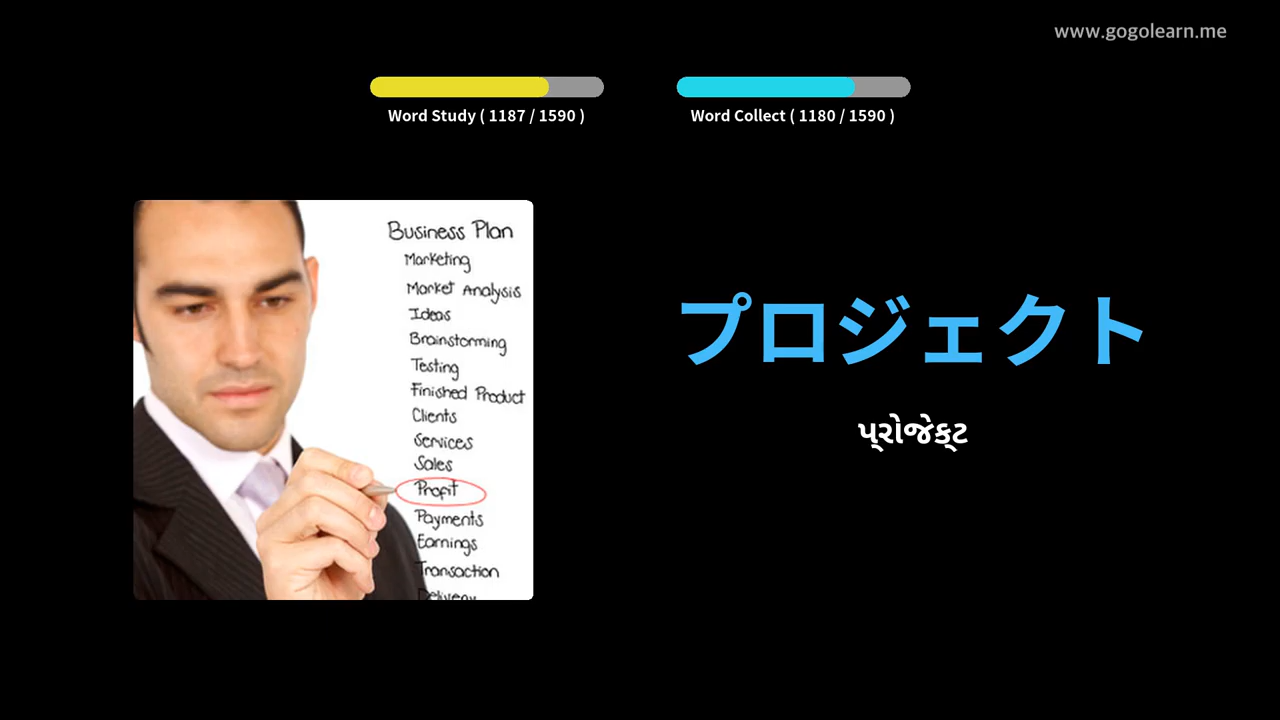 www.gogolearn.me
Word Study ( 1187 / 1590 )
Word Collect ( 1180 / 1590 )
Business Plan
Marketing
Market Analysis
Ideas
Brainstorming
Testing
Finished Product
Clients
Services
Sales
Profit
Payments
Earnings
Transaction
Delivery
プロジェクト
પ્રોજેક્ટ